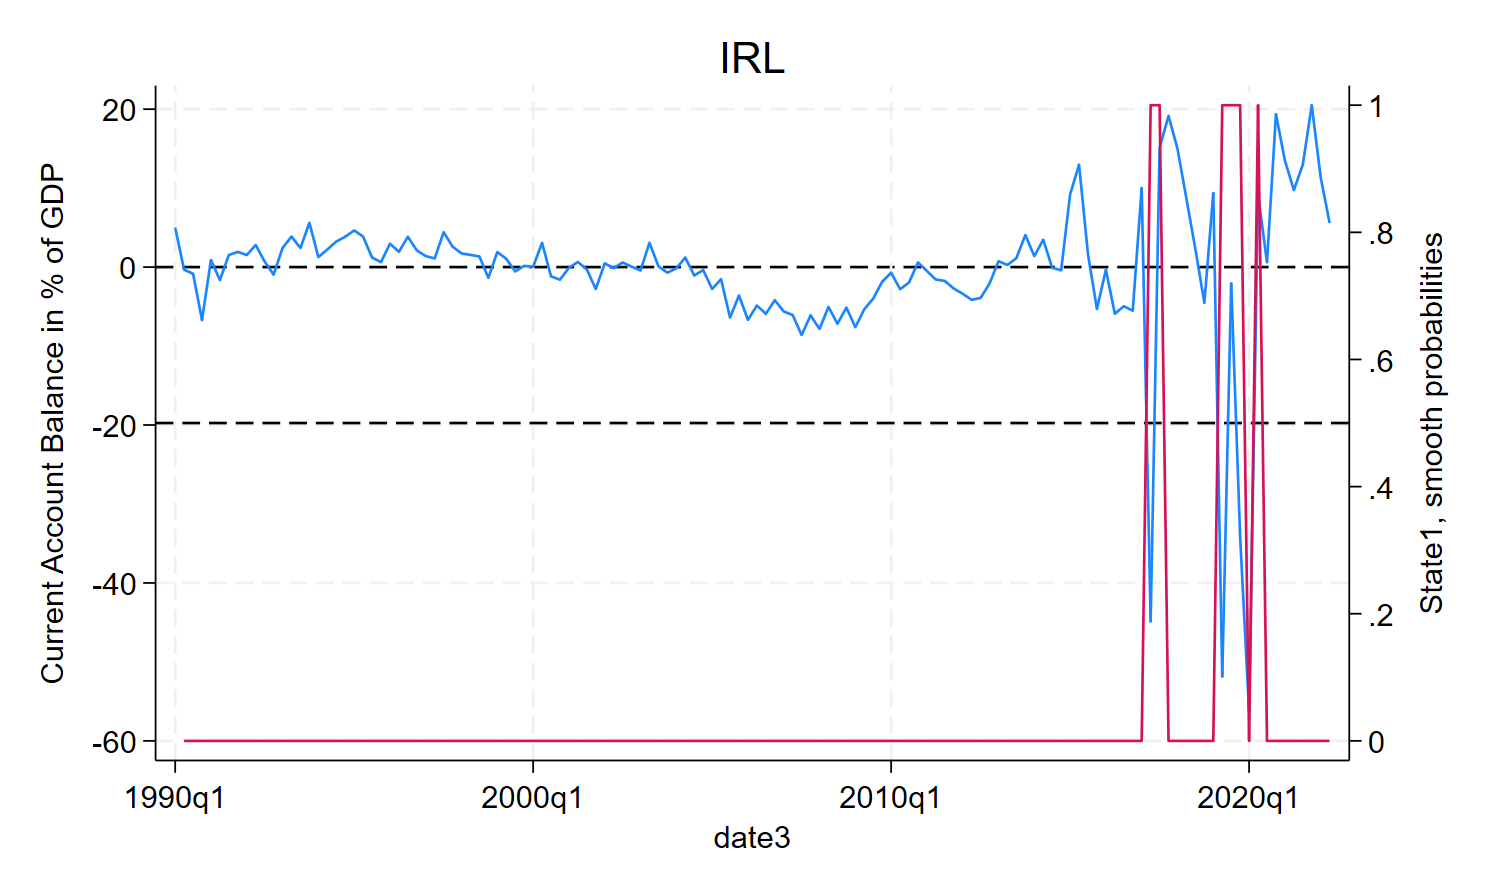 IRL
Current Account Balance in % of GDP
20
0
-20
-40
-60
State1, smooth probabilities
1
.8
.6
.4
.2
0
1990q1
2000q1
2010q1
2020q1
date3